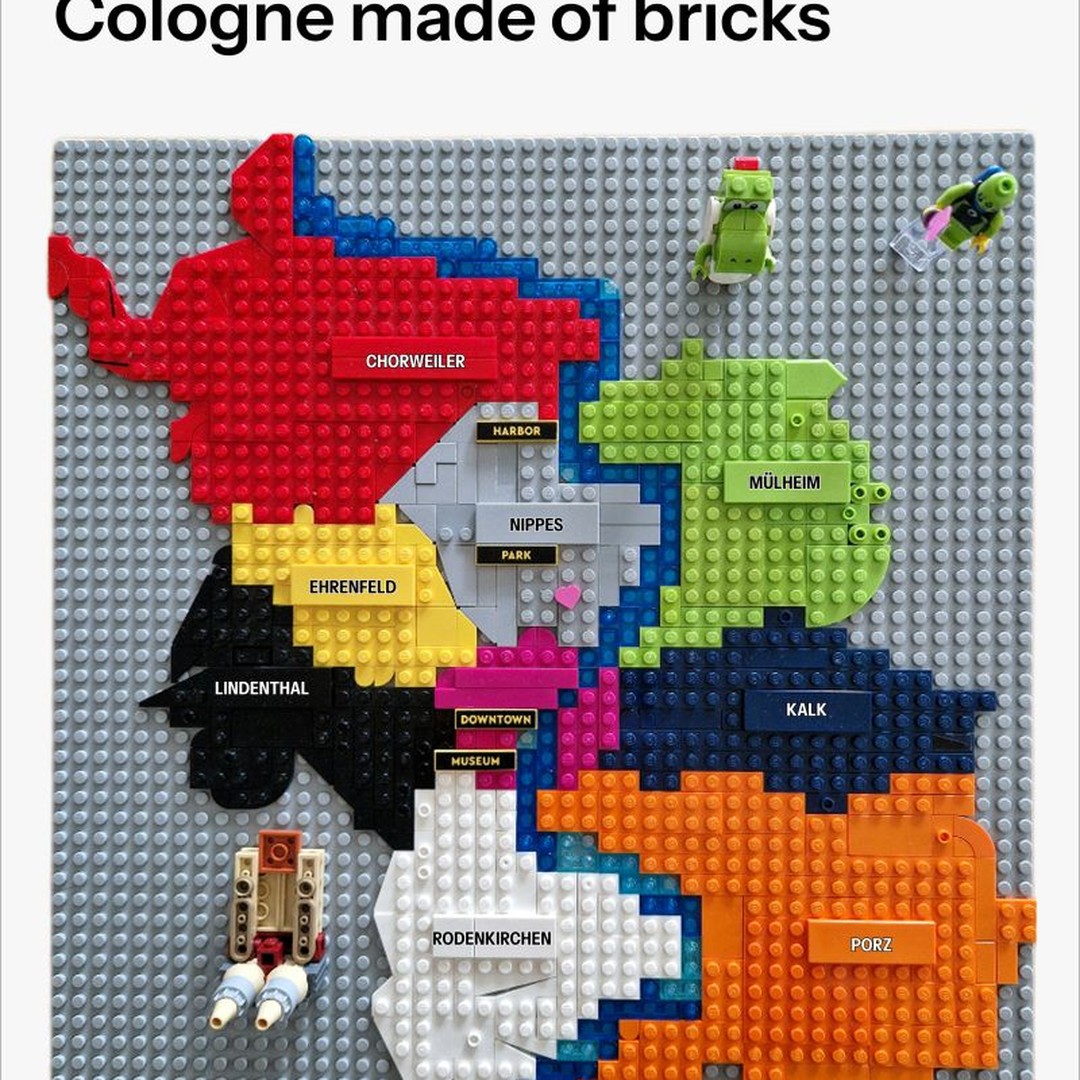 Cologne made of bricks
CHORWEILER
HARBOR
MÜLHEIM
NIPPES
PARK
EHRENFELD
LINDENTHAL
KALK
DOWNTOWN
MUSEUM
RODENKIRCHEN
PORZ